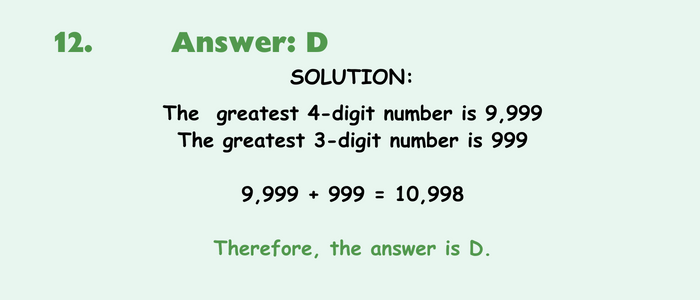 12. Answer: D
SOLUTION:
The greatest 4-digit number is 9,999
The greatest 3-digit number is 999
9,999 + 999 = 10,998
Therefore, the answer is D.